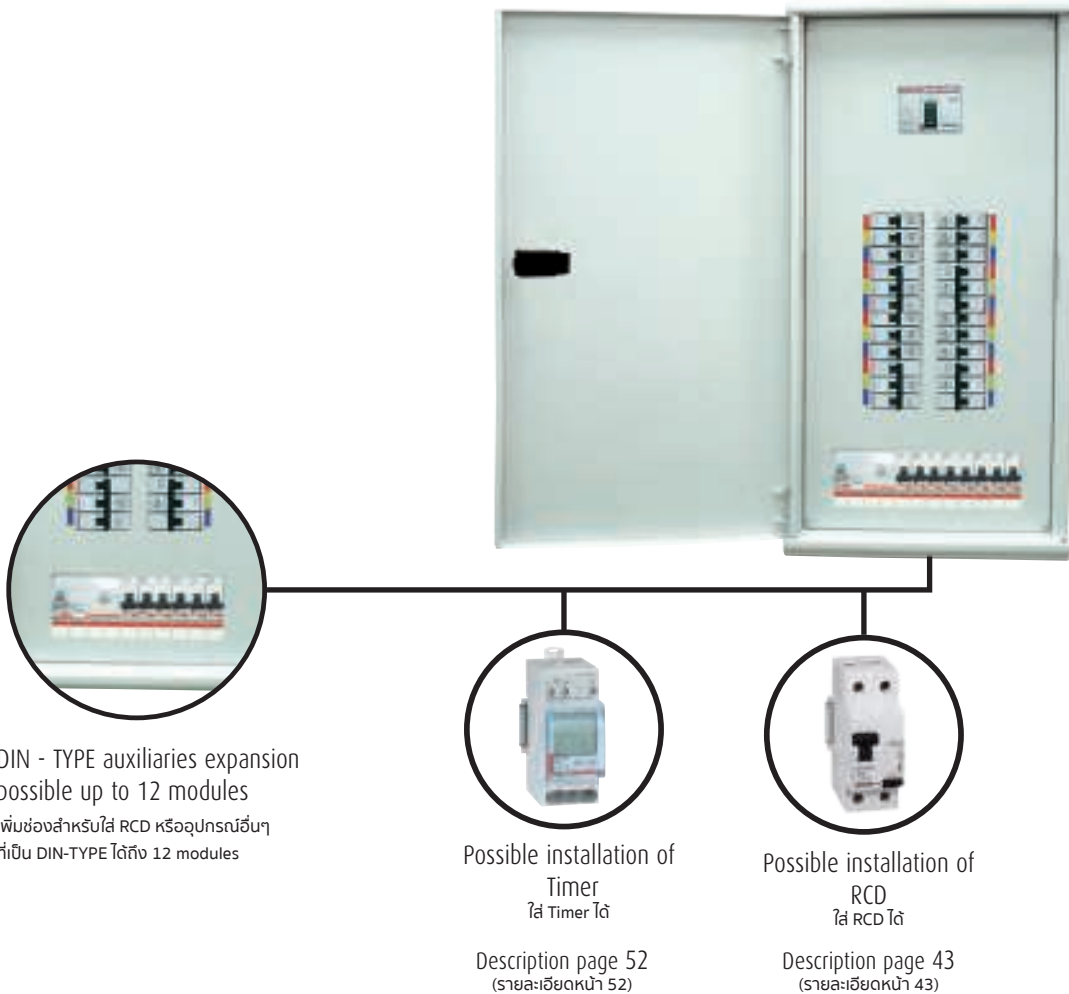 DIN - TYPE auxiliaries expansion
possible up to 12 modules
เพิ่มช่องสำหรับใส่ RCD หรืออุปกรณ์อื่นๆ
ที่เป็น DIN-TYPE ได้ถึง 12 modules
Possible installation of
Timer
ใส่ Timer ได้
Description page 52
(รายละเอียดหน้า 52)
Possible installation of
RCD
ใส่ RCD ได้
Description page 43
(รายละเอียดหน้า 43)